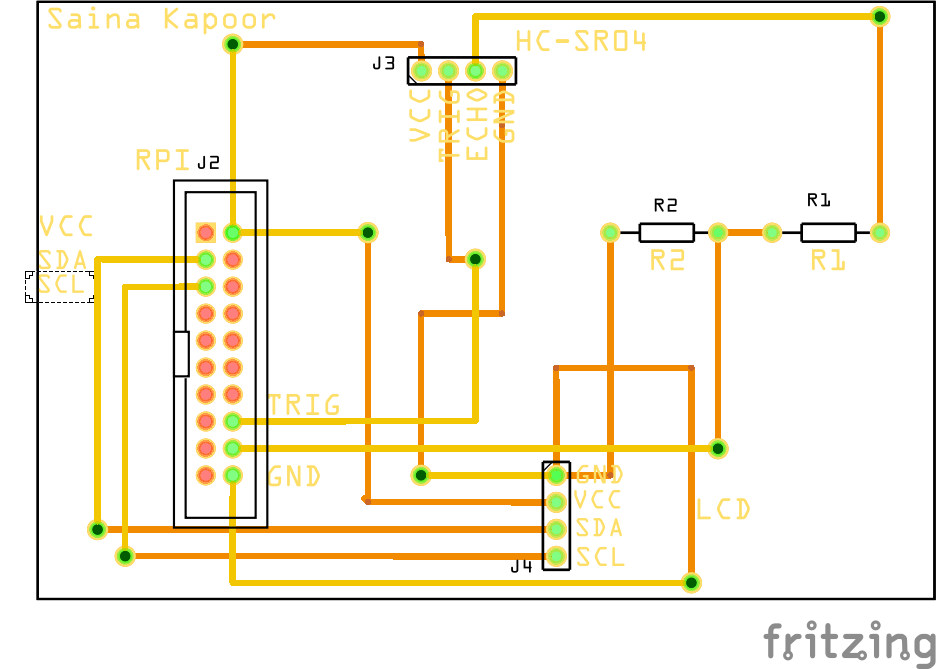 Saina Kapoor
HC-SR04
J3
VCC
TRIG
ECHO
GND
RPI J2
VCC
SDA
SCL
R2
R1
R2
R1
TRIG
GND
GND
VCC
SDA
SCL
LCD
J4
fritzing